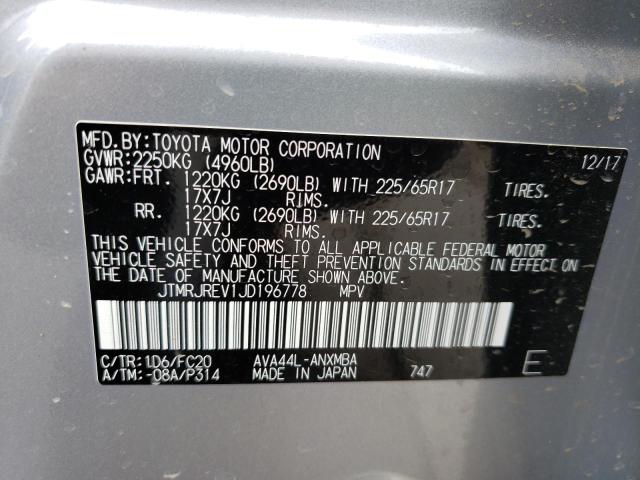 MFD.BY:TOYOTA MOTOR CORPORATION 12/17
GVWR:2250KG (4960LB)
GAWR:FRT. 1220KG (2690LB) WITH 225/65R17 TIRES.
17X7J RIMS.
RR. 1220KG (2690LB) WITH 225/65R17 TIRES.
17X7J RIMS.
THIS VEHICLE CONFORMS TO ALL APPLICABLE FEDERAL MOTOR
VEHICLE SAFETY AND THEFT PREVENTION STANDARDS IN EFFECT ON
THE DATE OF MANUFACTURE SHOWN ABOVE.
JTMRJREV1JD196778 MPV
C/TR:1D6/FC20 AVA44L-ANXMBA
A/TM:-08A/P314 MADE IN JAPAN 747 E